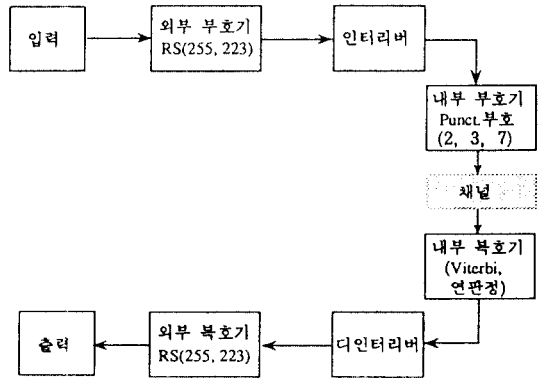 입력
외부 부호기
RS(255, 223)
인터리버
내부 부호기
Punct.부호
(2, 3, 7)
채널
내부 복호기
(Viterbi,
연판정)
디인터리버
외부 복호기
RS(255, 223)
출력